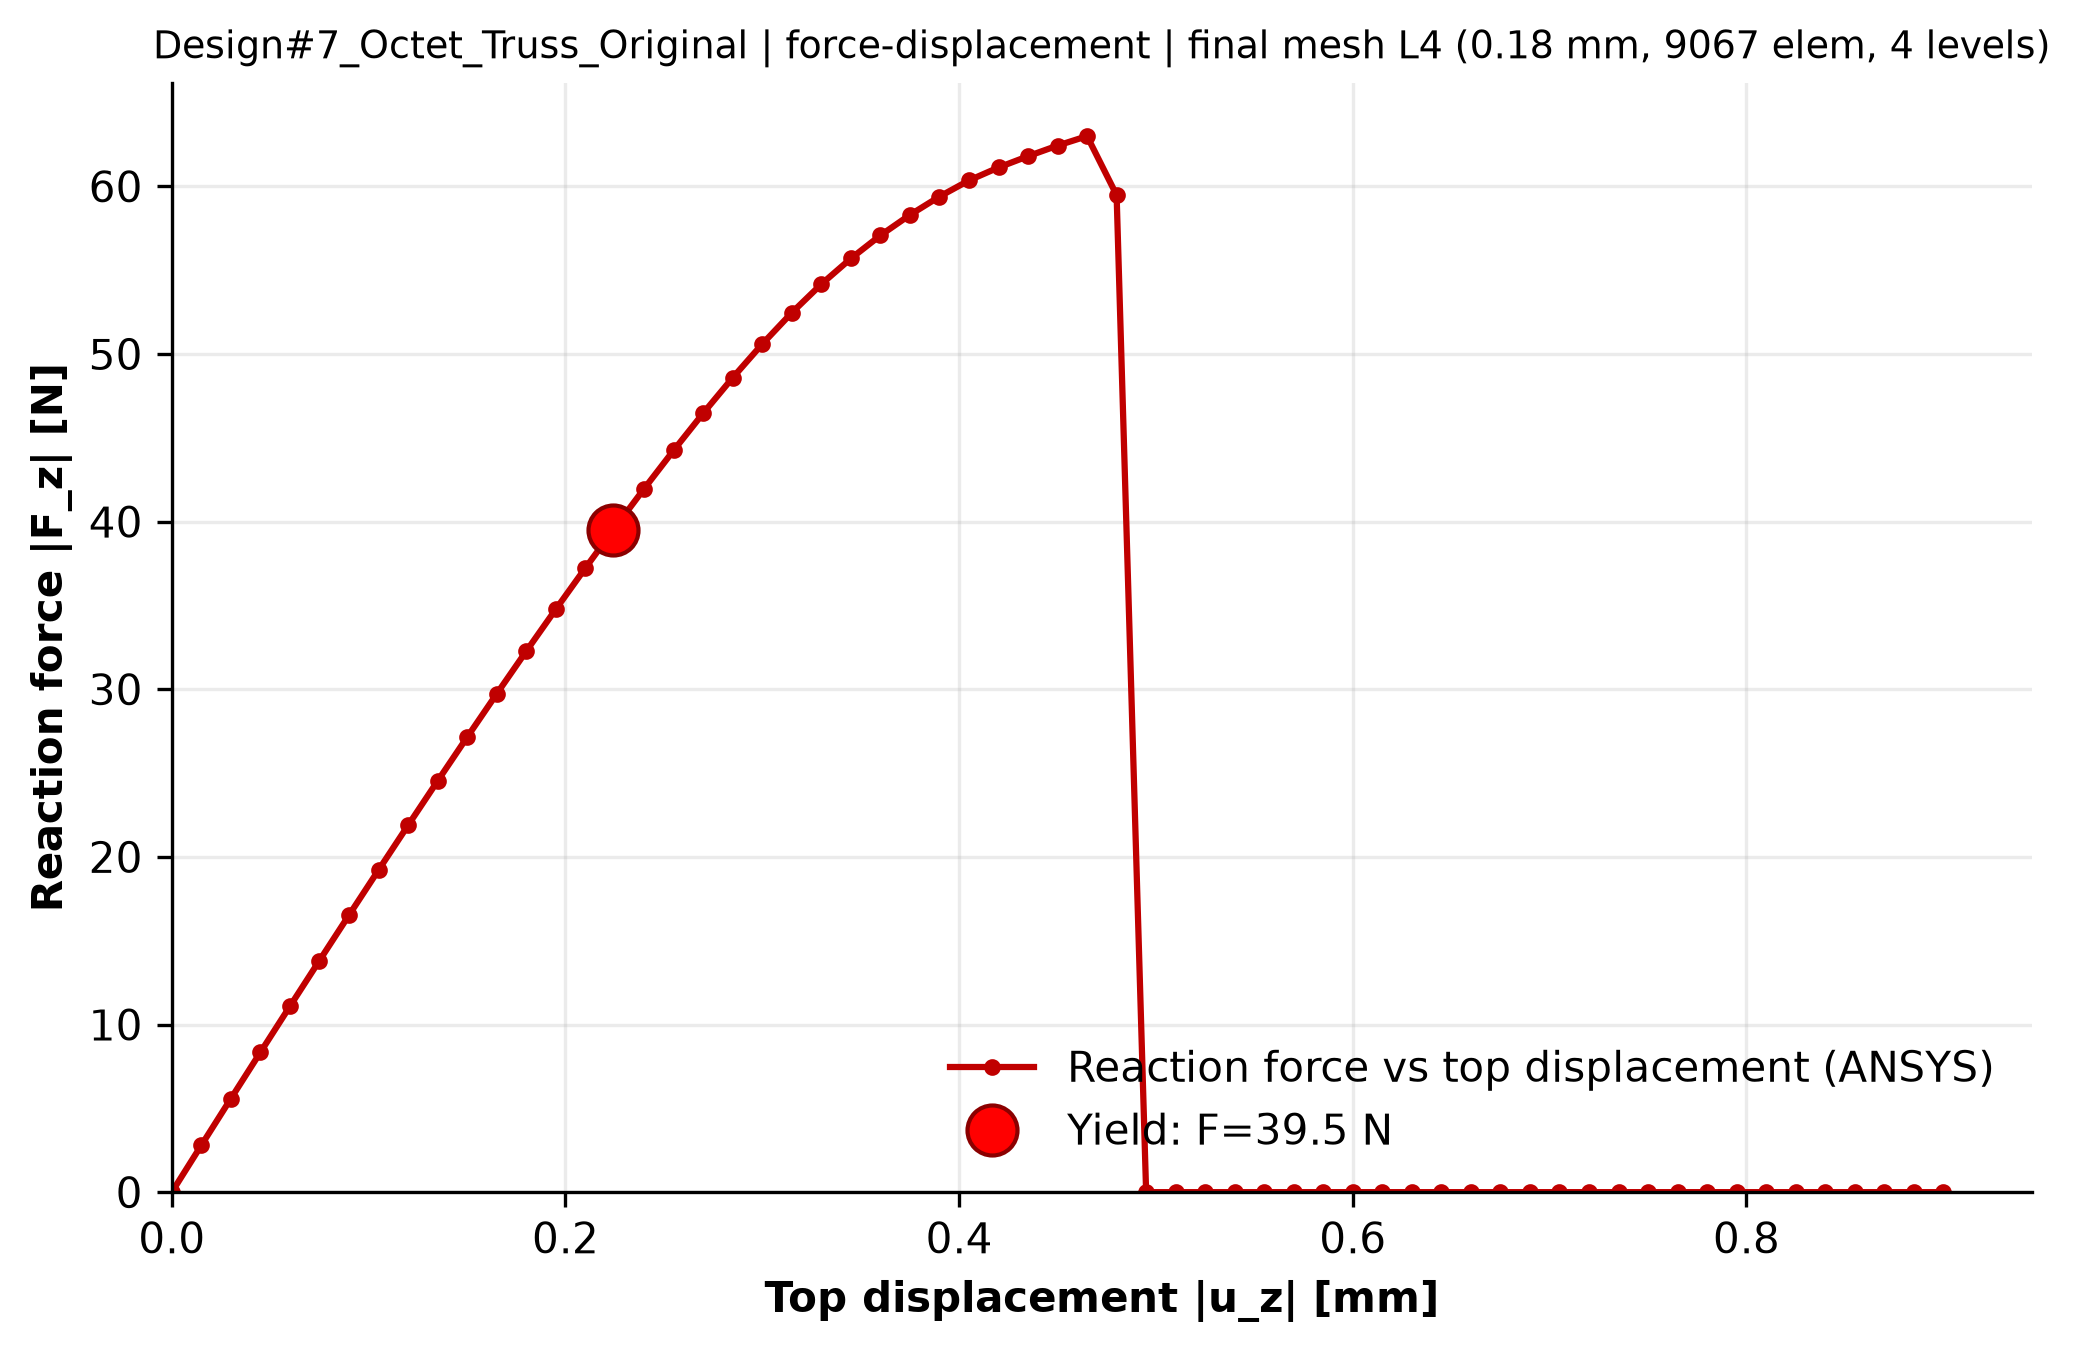 Design#7_Octet_Truss_Original | force-displacement | final mesh L4 (0.18 mm, 9067 elem, 4 levels)
Reaction force |F_z| [N]
60
50
40
30
20
10
0
Reaction force vs top displacement (ANSYS)
Yield: F=39.5 N
0.0 0.2 0.4 0.6 0.8
Top displacement |u_z| [mm]